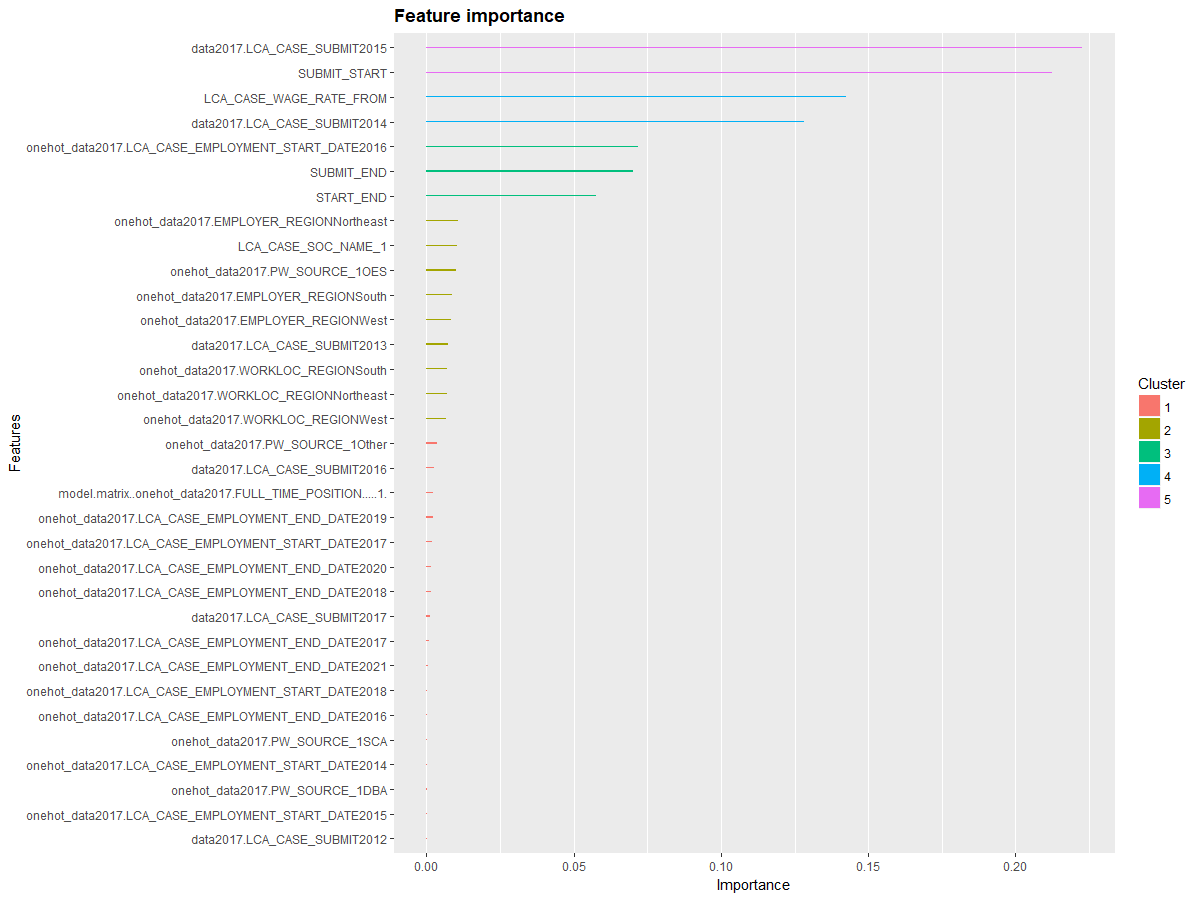 Feature importance
data2017.LCA_CASE_SUBMIT2015
SUBMIT_START
LCA_CASE_WAGE_RATE_FROM
data2017.LCA_CASE_SUBMIT2014
onehot_data2017.LCA_CASE_EMPLOYMENT_START_DATE2016
SUBMIT_END
START_END
onehot_data2017.EMPLOYER_REGIONNortheast
LCA_CASE_SOC_NAME_1
onehot_data2017.PW_SOURCE_1OES
onehot_data2017.EMPLOYER_REGIONSouth
onehot_data2017.EMPLOYER_REGIONWest
data2017.LCA_CASE_SUBMIT2013
onehot_data2017.WORKLOC_REGIONSouth
onehot_data2017.WORKLOC_REGIONNortheast
onehot_data2017.WORKLOC_REGIONWest
onehot_data2017.PW_SOURCE_1Other
data2017.LCA_CASE_SUBMIT2016
model.matrix..onehot_data2017.FULL_TIME_POSITION.....1.
onehot_data2017.LCA_CASE_EMPLOYMENT_END_DATE2019
onehot_data2017.LCA_CASE_EMPLOYMENT_START_DATE2017
onehot_data2017.LCA_CASE_EMPLOYMENT_END_DATE2020
onehot_data2017.LCA_CASE_EMPLOYMENT_END_DATE2018
data2017.LCA_CASE_SUBMIT2017
onehot_data2017.LCA_CASE_EMPLOYMENT_END_DATE2017
onehot_data2017.LCA_CASE_EMPLOYMENT_END_DATE2021
onehot_data2017.LCA_CASE_EMPLOYMENT_START_DATE2018
onehot_data2017.LCA_CASE_EMPLOYMENT_END_DATE2016
onehot_data2017.PW_SOURCE_1SCA
onehot_data2017.LCA_CASE_EMPLOYMENT_START_DATE2014
onehot_data2017.PW_SOURCE_1DBA
onehot_data2017.LCA_CASE_EMPLOYMENT_START_DATE2015
data2017.LCA_CASE_SUBMIT2012
Features
0.00 0.05 0.10 0.15 0.20
Importance
Cluster
1
2
3
4
5